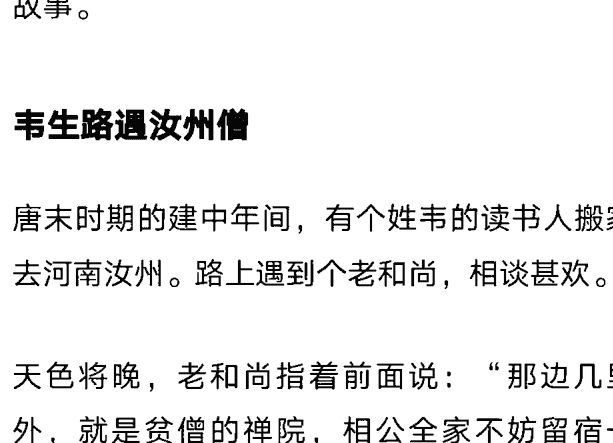 故事。
韦生路遇汝州僧
唐末时期的建中年间，有个姓韦的读书人搬家
去河南汝州。路上遇到个老和尚，相谈甚欢。
天色将晚，老和尚指着前面说：“那边几里
外，就是贫僧的禅院，相公全家不妨留宿